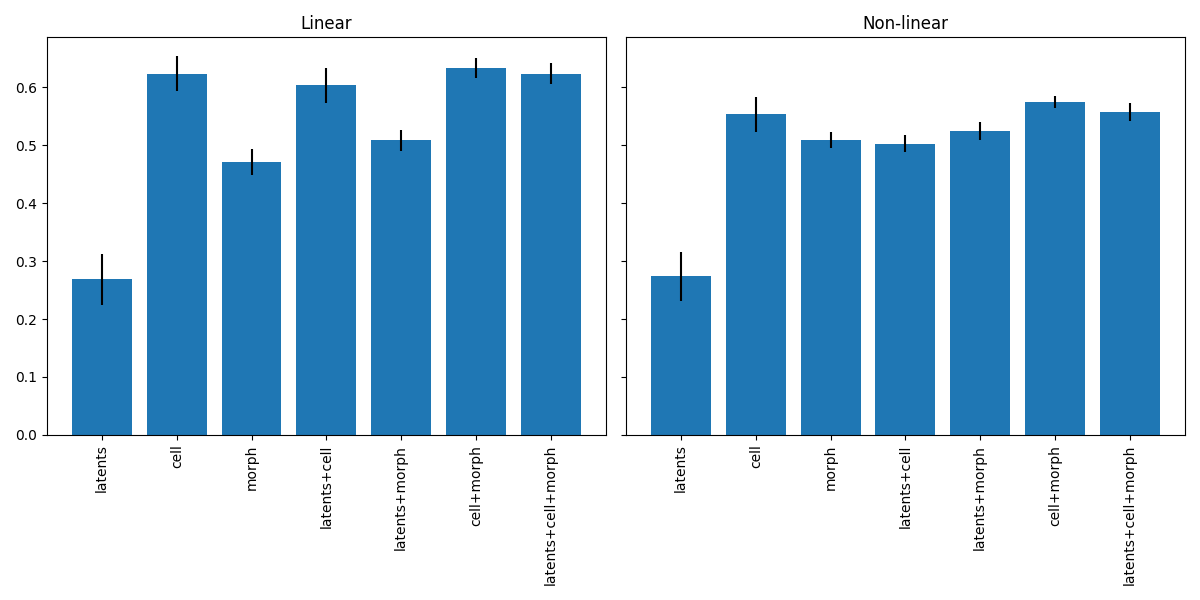 Linear
Non-linear
0.6
0.5
0.4
0.3
0.2
0.1
0.0
latents
cell
morph
latents+cell
latents+morph
cell+morph
latents+cell+morph
latents
cell
morph
latents+cell
latents+morph
cell+morph
latents+cell+morph